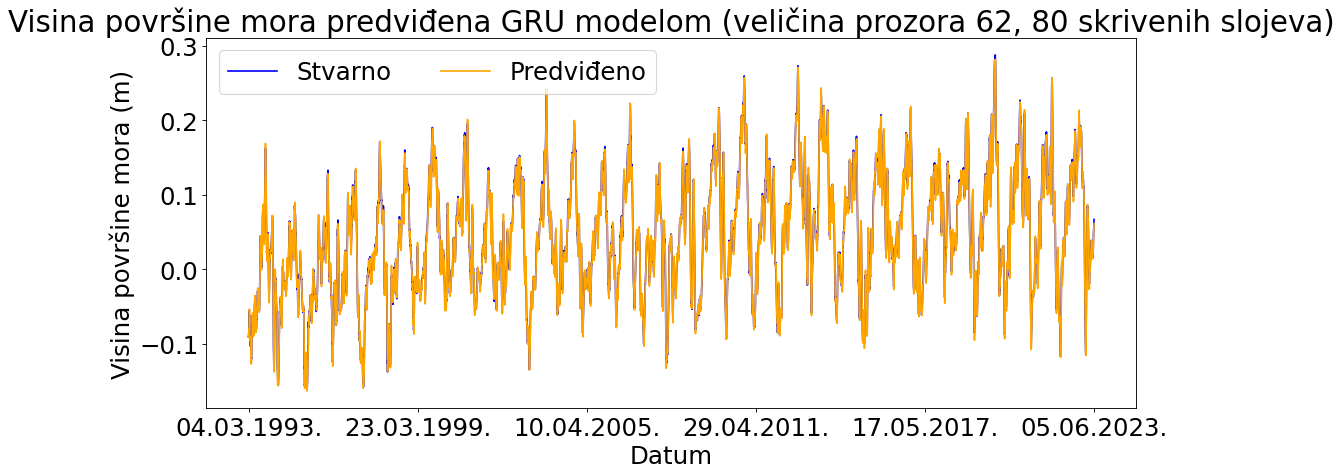 Visina površine mora predviđena GRU modelom (veličina prozora 62, 80 skrivenih slojeva)
Stvarno Predviđeno
Visina površine mora (m)
0.3
0.2
0.1
0.0
−0.1
04.03.1993. 23.03.1999. 10.04.2005. 29.04.2011. 17.05.2017. 05.06.2023.
Datum